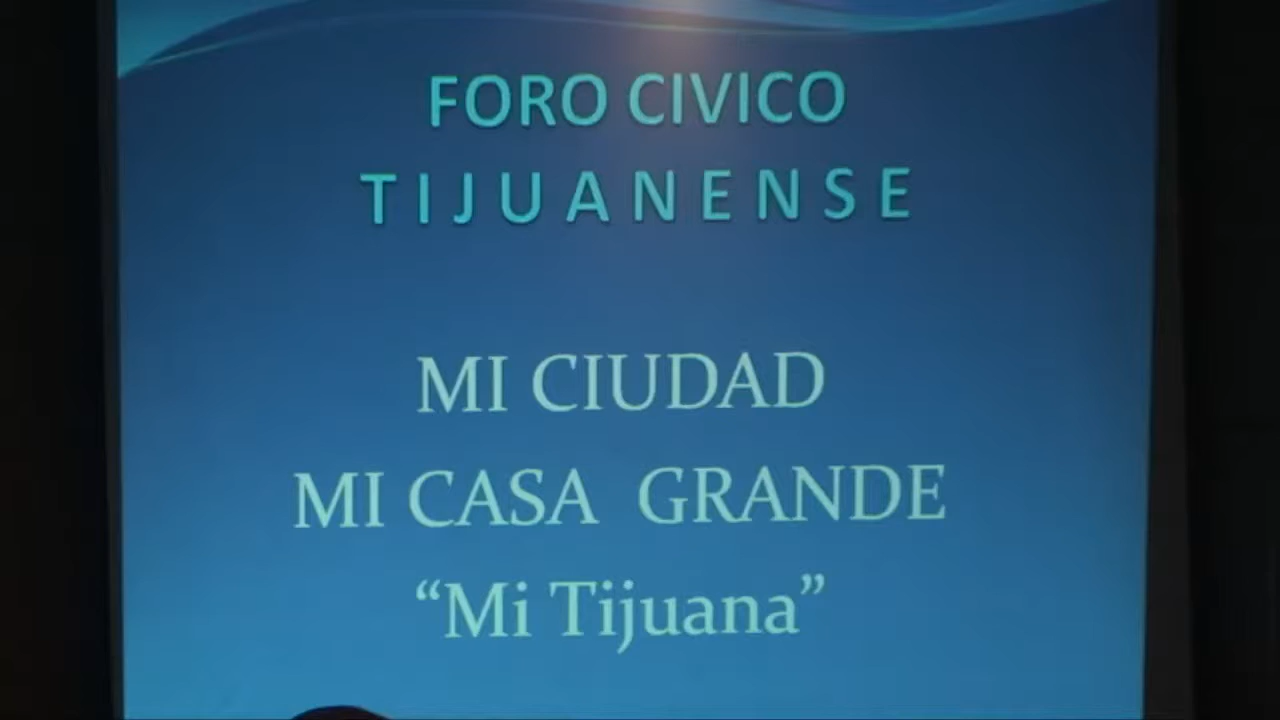 FORO CIVICO
TIJUANENSE
MI CIUDAD
MI CASA GRANDE
“Mi Tijuana”